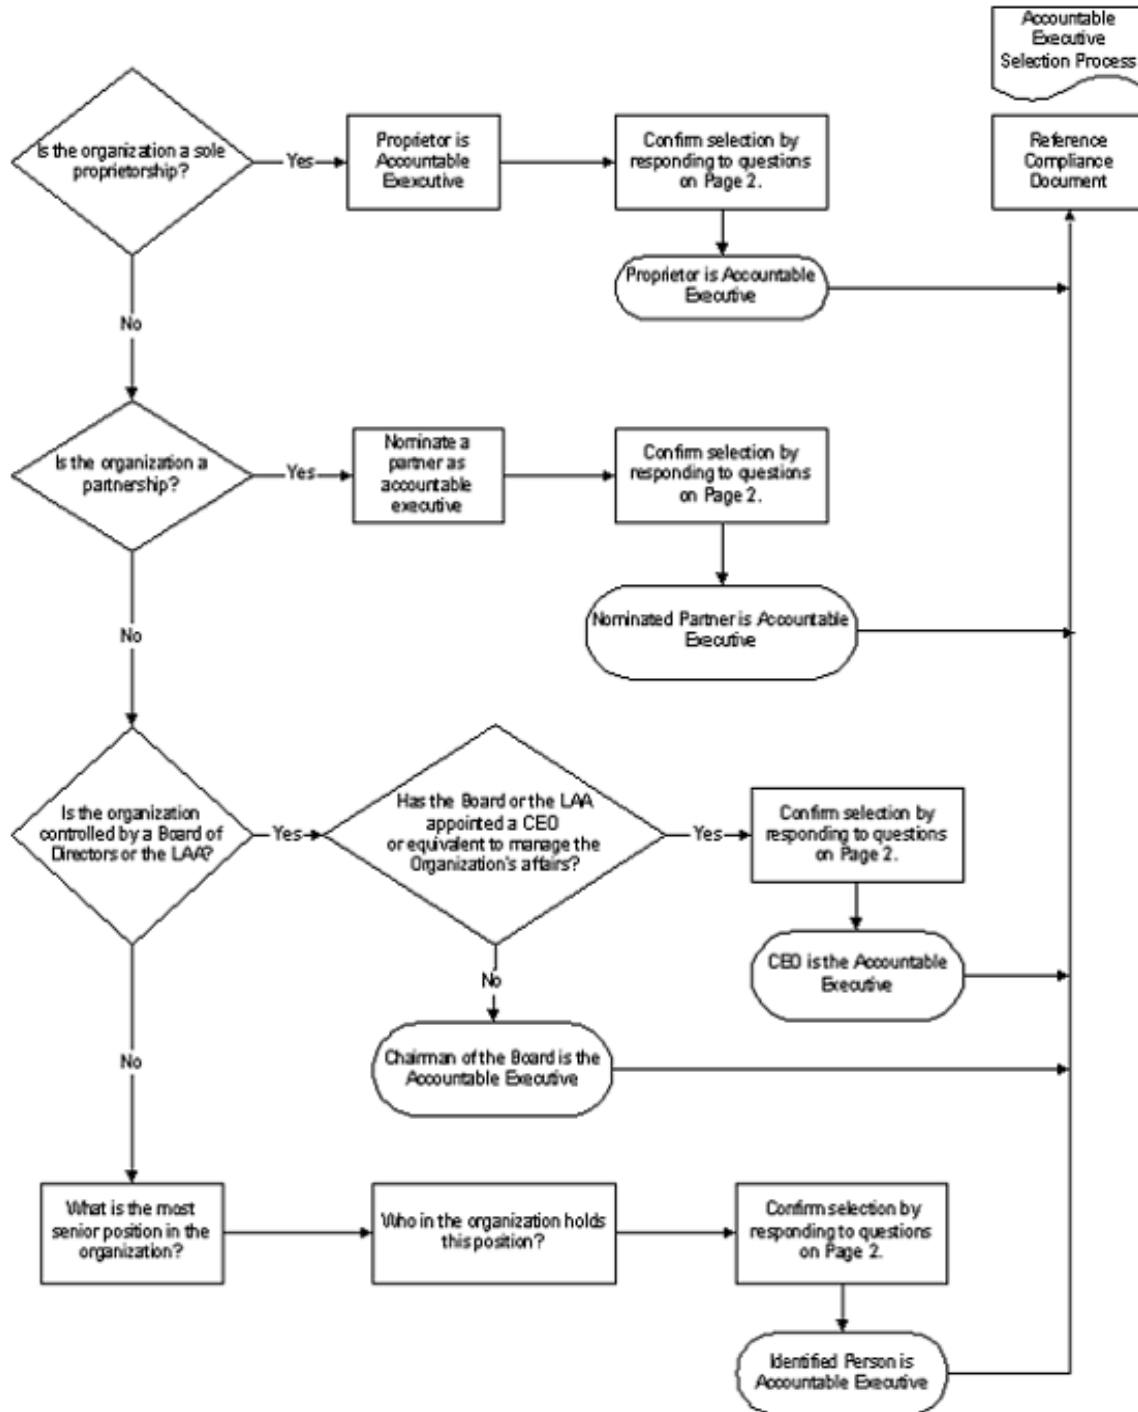 Accountable
Executive
Selection Process
Reference
Compliance
Document
Is the organization a sole
proprietorship?
Yes
Proprietor is
Accountable
Exexcutive
Confirm selection by
responding to questions
on Page 2.
Proprietor is Accountable
Executive
No
Is the organization a
partnership?
Yes
Nominate a
partner as
accountable
executive
Confirm selection by
responding to questions
on Page 2.
Nominated Partner is Accountable
Executive
No
Is the organization
controlled by a Board of
Directors or the LAA?
Yes
Has the Board or the LAA
appointed a CEO
or equivalent to manage the
Organization's affairs?
Yes
Confirm selection by
responding to questions
on Page 2.
CEO is the Accountable
Executive
No
Chairman of the Board is the
Accountable Executive
No
What is the most
senior position in the
organization?
Who in the organization holds
this position?
Confirm selection by
responding to questions
on Page 2.
Identified Person is
Accountable Executive